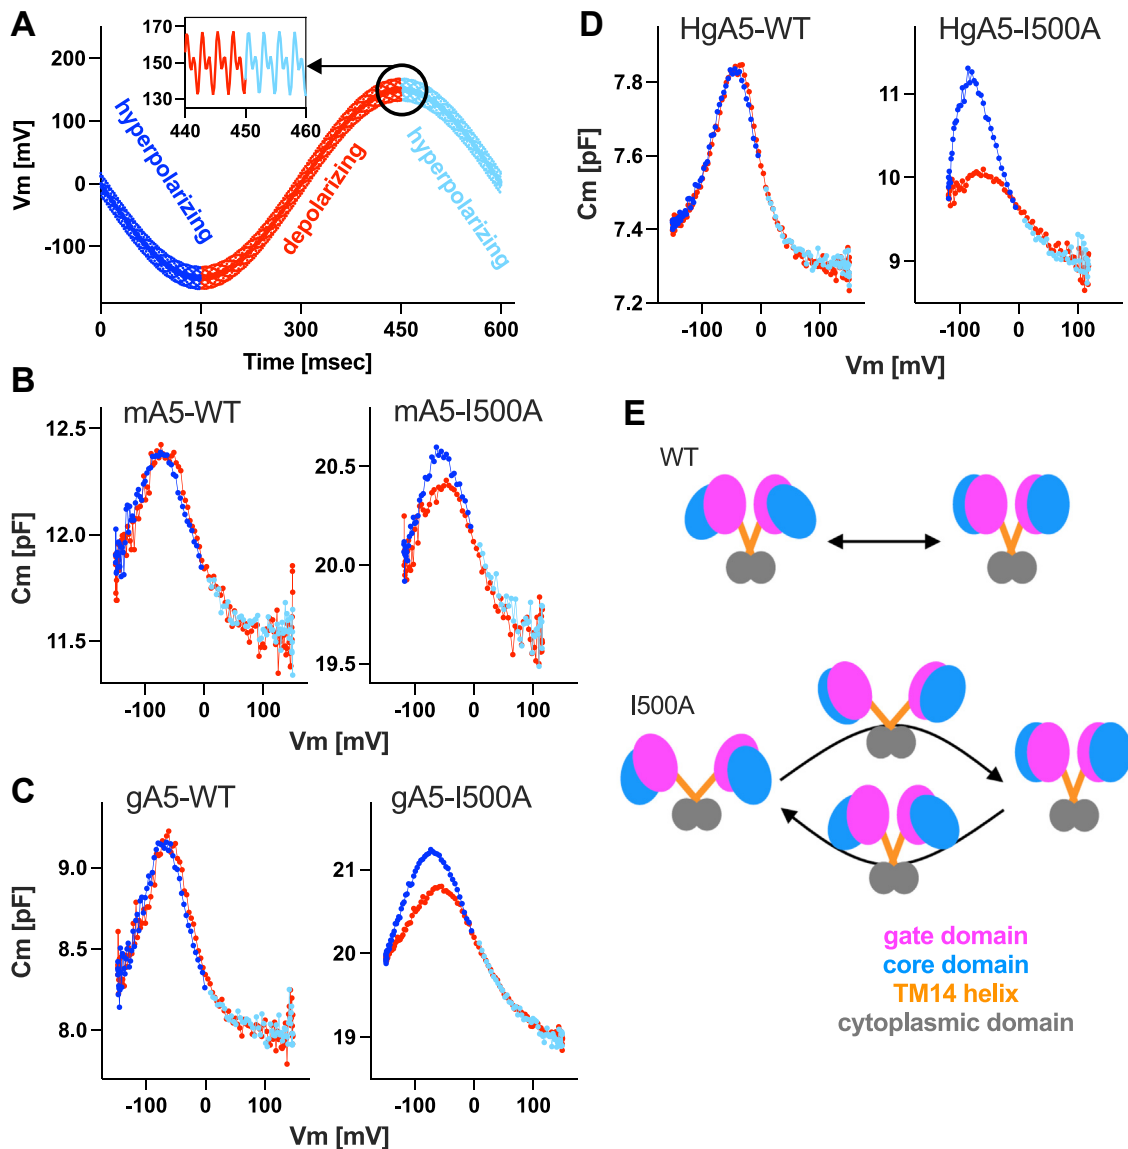 A
170
150
130
440
450
460
200
100
0
-100
Vm [mV]
hyperpolarizing
depolarizing
hyperpolarizing
0
150
300
450
600
Time [msec]
B
mA5-WT
12.5
12.0
11.5
Cm [pF]
-100
0
100
mA5-I500A
20.5
20.0
19.5
-100
0
100
Vm [mV]
C
gA5-WT
9.0
8.5
8.0
Cm [pF]
-100
0
100
gA5-I500A
21
20
19
-100
0
100
Vm [mV]
D
HgA5-WT
7.8
7.6
7.4
7.2
Cm [pF]
-100
0
100
HgA5-I500A
11
10
9
-100
0
100
Vm [mV]
E
WT
I500A
gate domain
core domain
TM14 helix
cytoplasmic domain